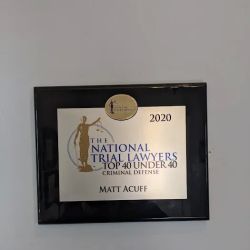 2020
THE
NATIONAL
TRIAL LAWYERS
TOP 40 UNDER 40
CRIMINAL DEFENSE
MATT ACUFF